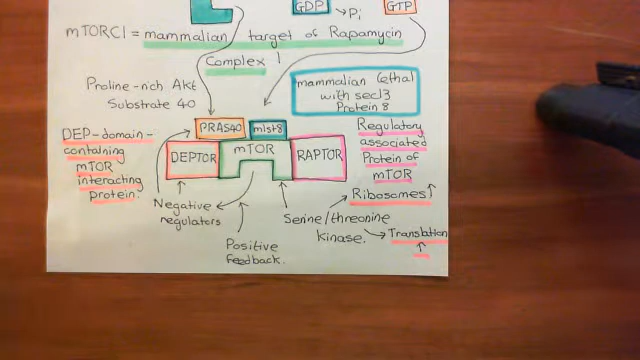 GDP
Pi
GTP
mTORC1 = mammalian target of Rapamycin
Complex 1
Proline-rich Akt
Substrate 40
mammalian lethal
with sec13
Protein 8
DEP-domain-
containing
mTOR
interacting
protein.
PRAS40
mlst8
DEPTOR
mTOR
RAPTOR
Regulatory
associated
Protein of
mTOR
Ribosomes↑
Negative
regulators
Serine/threonine
Kinase.
Translation
↑
Positive
feedback.